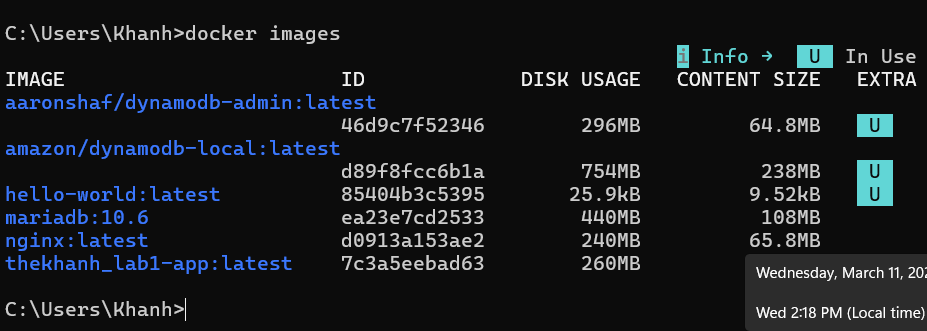 C:\Users\Khanh>docker images
i Info → U In Use
IMAGE ID DISK USAGE CONTENT SIZE EXTRA
aaronshaf/dynamodb-admin:latest
46d9c7f52346 296MB 64.8MB U
amazon/dynamodb-local:latest
d89f8fcc6b1a 754MB 238MB U
hello-world:latest 85404b3c5395 25.9kB 9.52kB U
mariadb:10.6 ea23e7cd2533 440MB 108MB
nginx:latest d0913a153ae2 240MB 65.8MB
thekhanh_lab1-app:latest 7c3a5eebad63 260MB
Wednesday, March 11,
C:\Users\Khanh>
Wed 2:18 PM (Local time)